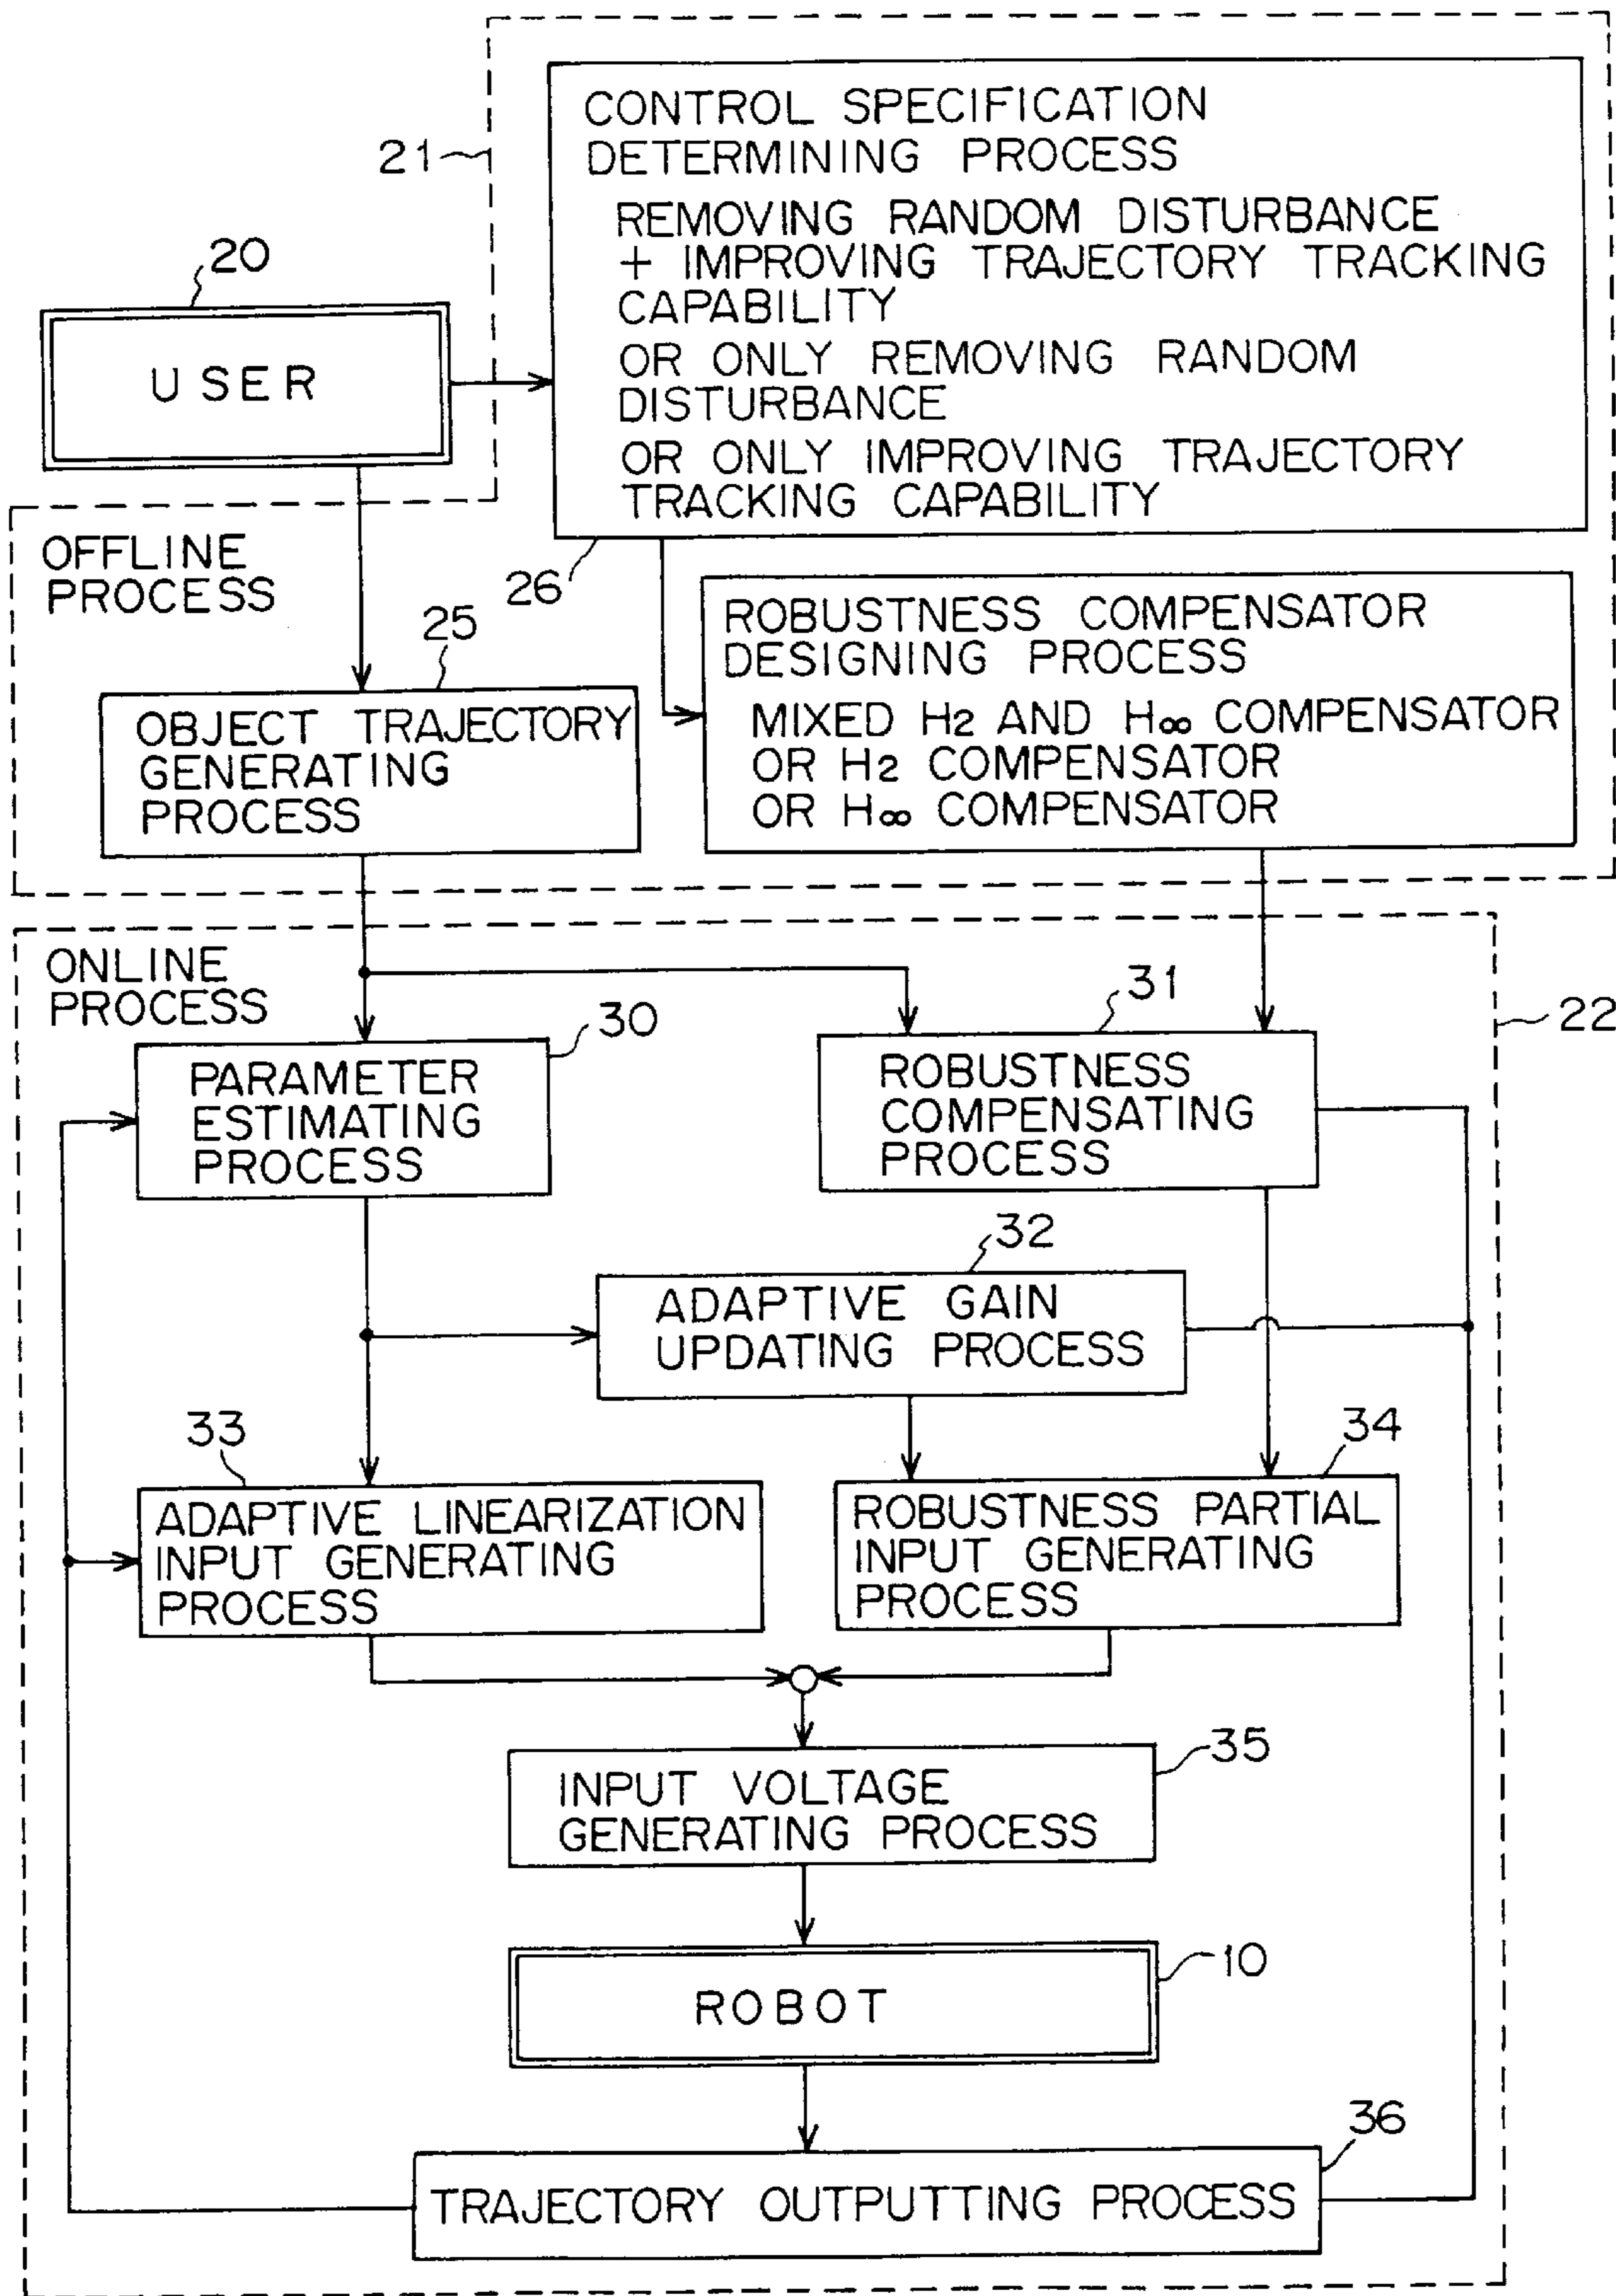 21
CONTROL SPECIFICATION
DETERMINING PROCESS
REMOVING RANDOM DISTURBANCE
+ IMPROVING TRAJECTORY TRACKING
CAPABILITY
OR ONLY REMOVING RANDOM
DISTURBANCE
OR ONLY IMPROVING TRAJECTORY
TRACKING CAPABILITY
20
USER
OFFLINE
PROCESS
26
25
OBJECT TRAJECTORY
GENERATING
PROCESS
ROBUSTNESS COMPENSATOR
DESIGNING PROCESS
MIXED H2 AND H∞ COMPENSATOR
OR H2 COMPENSATOR
OR H∞ COMPENSATOR
ONLINE
PROCESS
22
30
PARAMETER
ESTIMATING
PROCESS
31
ROBUSTNESS
COMPENSATING
PROCESS
32
ADAPTIVE GAIN
UPDATING PROCESS
33
ADAPTIVE LINEARIZATION
INPUT GENERATING
PROCESS
34
ROBUSTNESS PARTIAL
INPUT GENERATING
PROCESS
35
INPUT VOLTAGE
GENERATING PROCESS
10
ROBOT
36
TRAJECTORY OUTPUTTING PROCESS